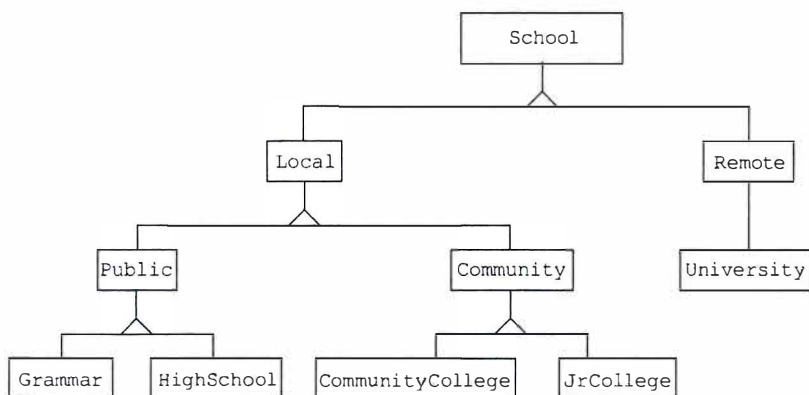 School
Local
Remote
Public
Community
University
Grammar
HighSchool
CommunityCollege
JrCollege